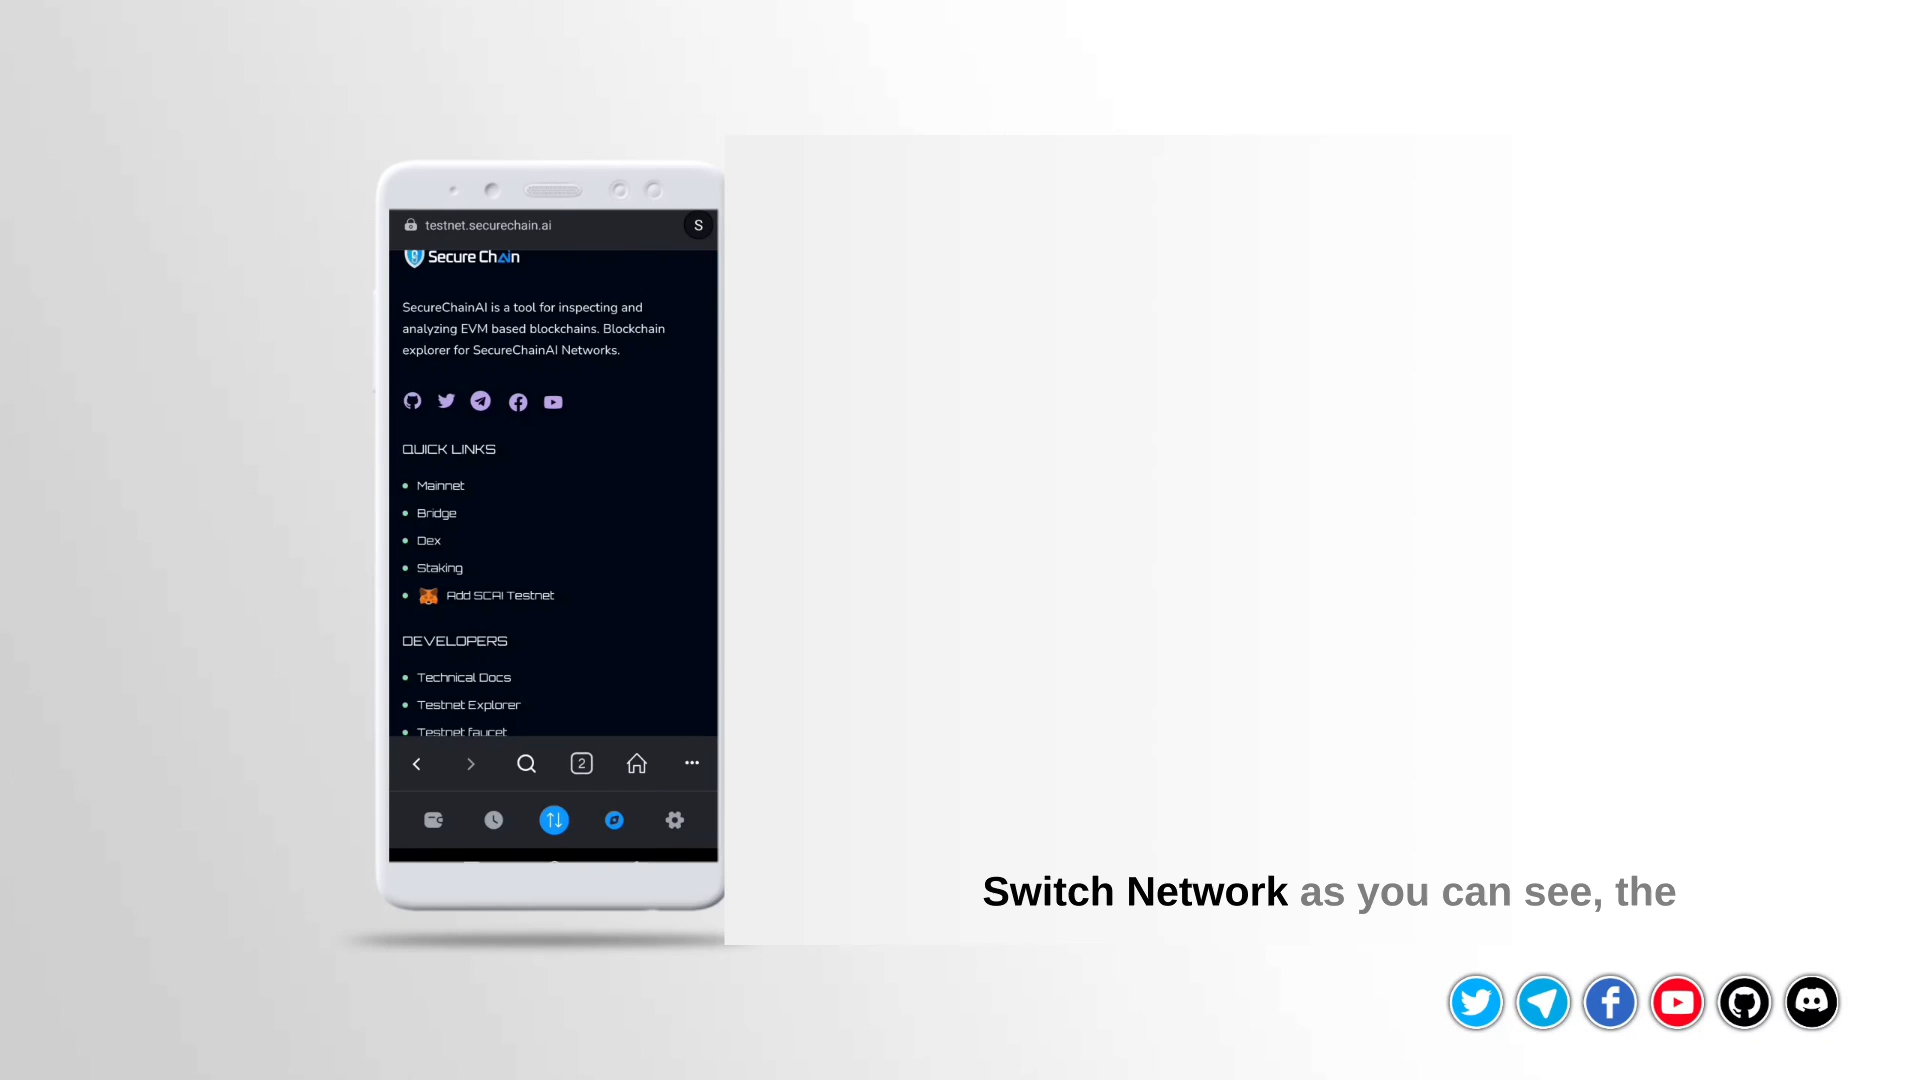 testnet.securechain.ai
S
Secure Chain
SecureChainAI is a tool for inspecting and
analyzing EVM based blockchains. Blockchain
explorer for SecureChainAI Networks.
QUICK LINKS
Mainnet
Bridge
Dex
Staking
Add SCAI Testnet
DEVELOPERS
Technical Docs
Testnet Explorer
Testnet faucet
2
Switch Network as you can see, the